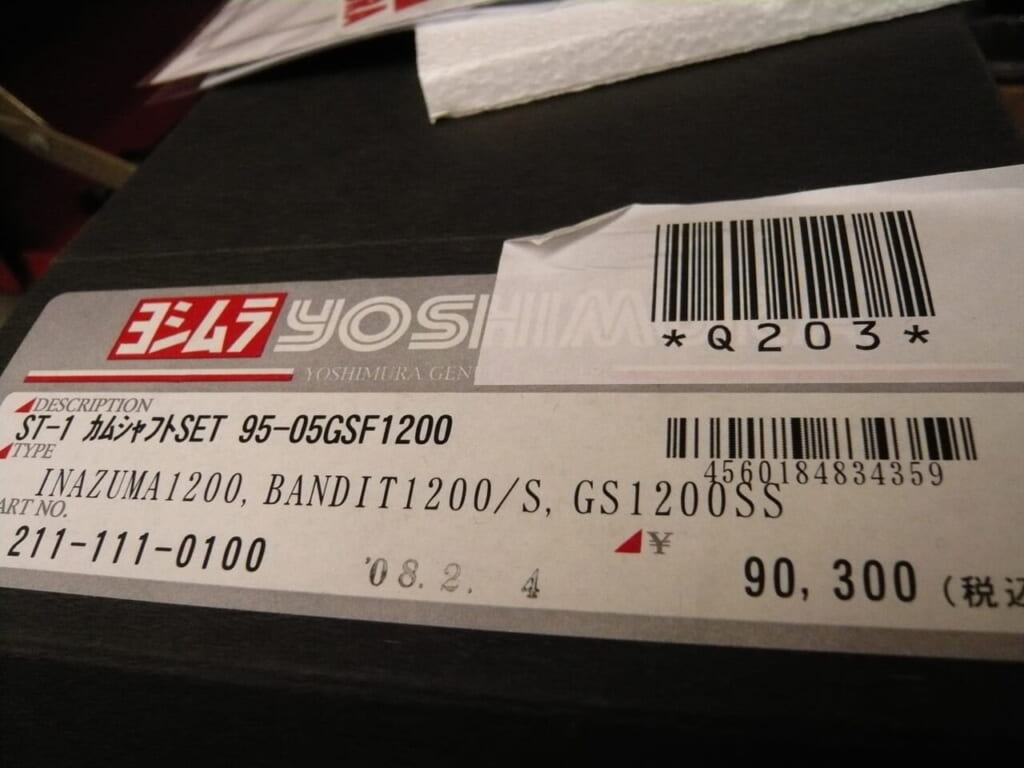 *Q203*
ヨシムラ YOSHIM
YOSHIMURA GEN
DESCRIPTION
ST-1 カムシャフトSET 95-05GSF1200
4560184834359
TYPE
INAZUMA1200, BANDIT1200/S, GS1200SS
ART NO.
211-111-0100
'08. 2. 4
¥
90,300 (税込